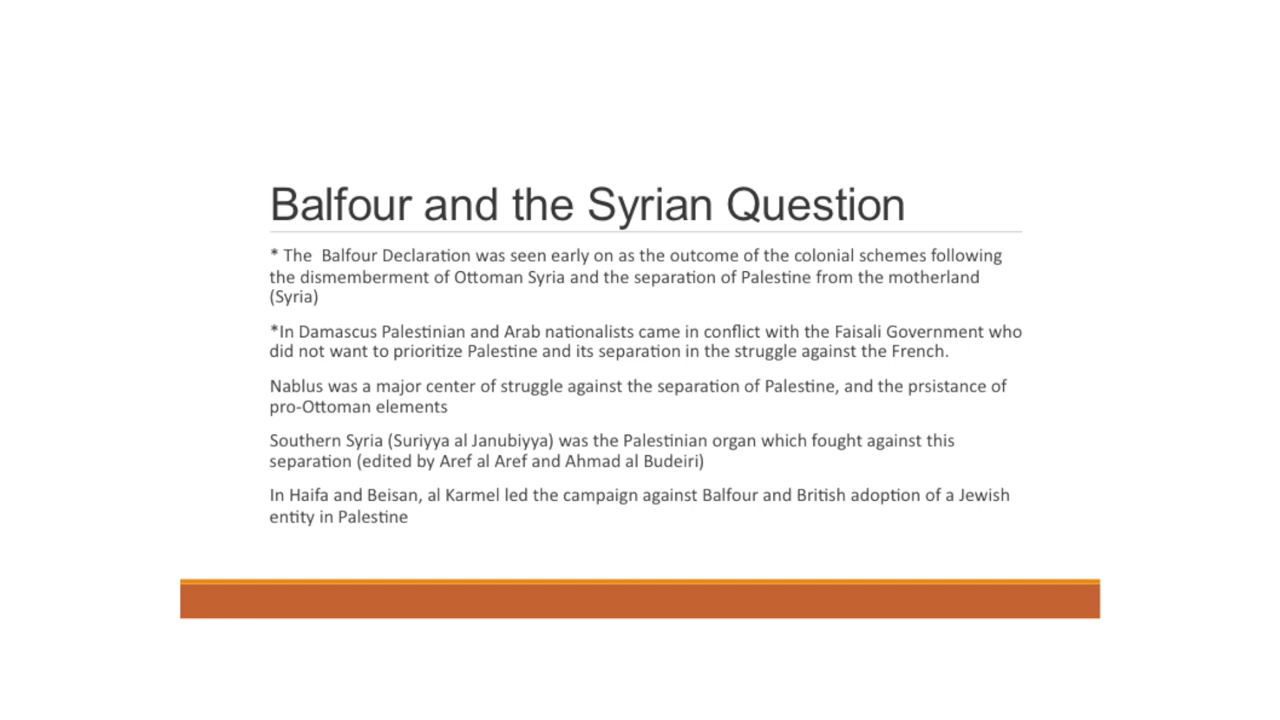 Balfour and the Syrian Question
* The  Balfour Declaration was seen early on as the outcome of the colonial schemes following
the dismemberment of Ottoman Syria and the separation of Palestine from the motherland
(Syria)
*In Damascus Palestinian and Arab nationalists came in conflict with the Faisali Government who
did not want to prioritize Palestine and its separation in the struggle against the French.
Nablus was a major center of struggle against the separation of Palestine, and the prsistance of
pro-Ottoman elements
Southern Syria (Suriyya al Janubiyya) was the Palestinian organ which fought against this
separation (edited by Aref al Aref and Ahmad al Budeiri)
In Haifa and Beisan, al Karmel led the campaign against Balfour and British adoption of a Jewish
entity in Palestine